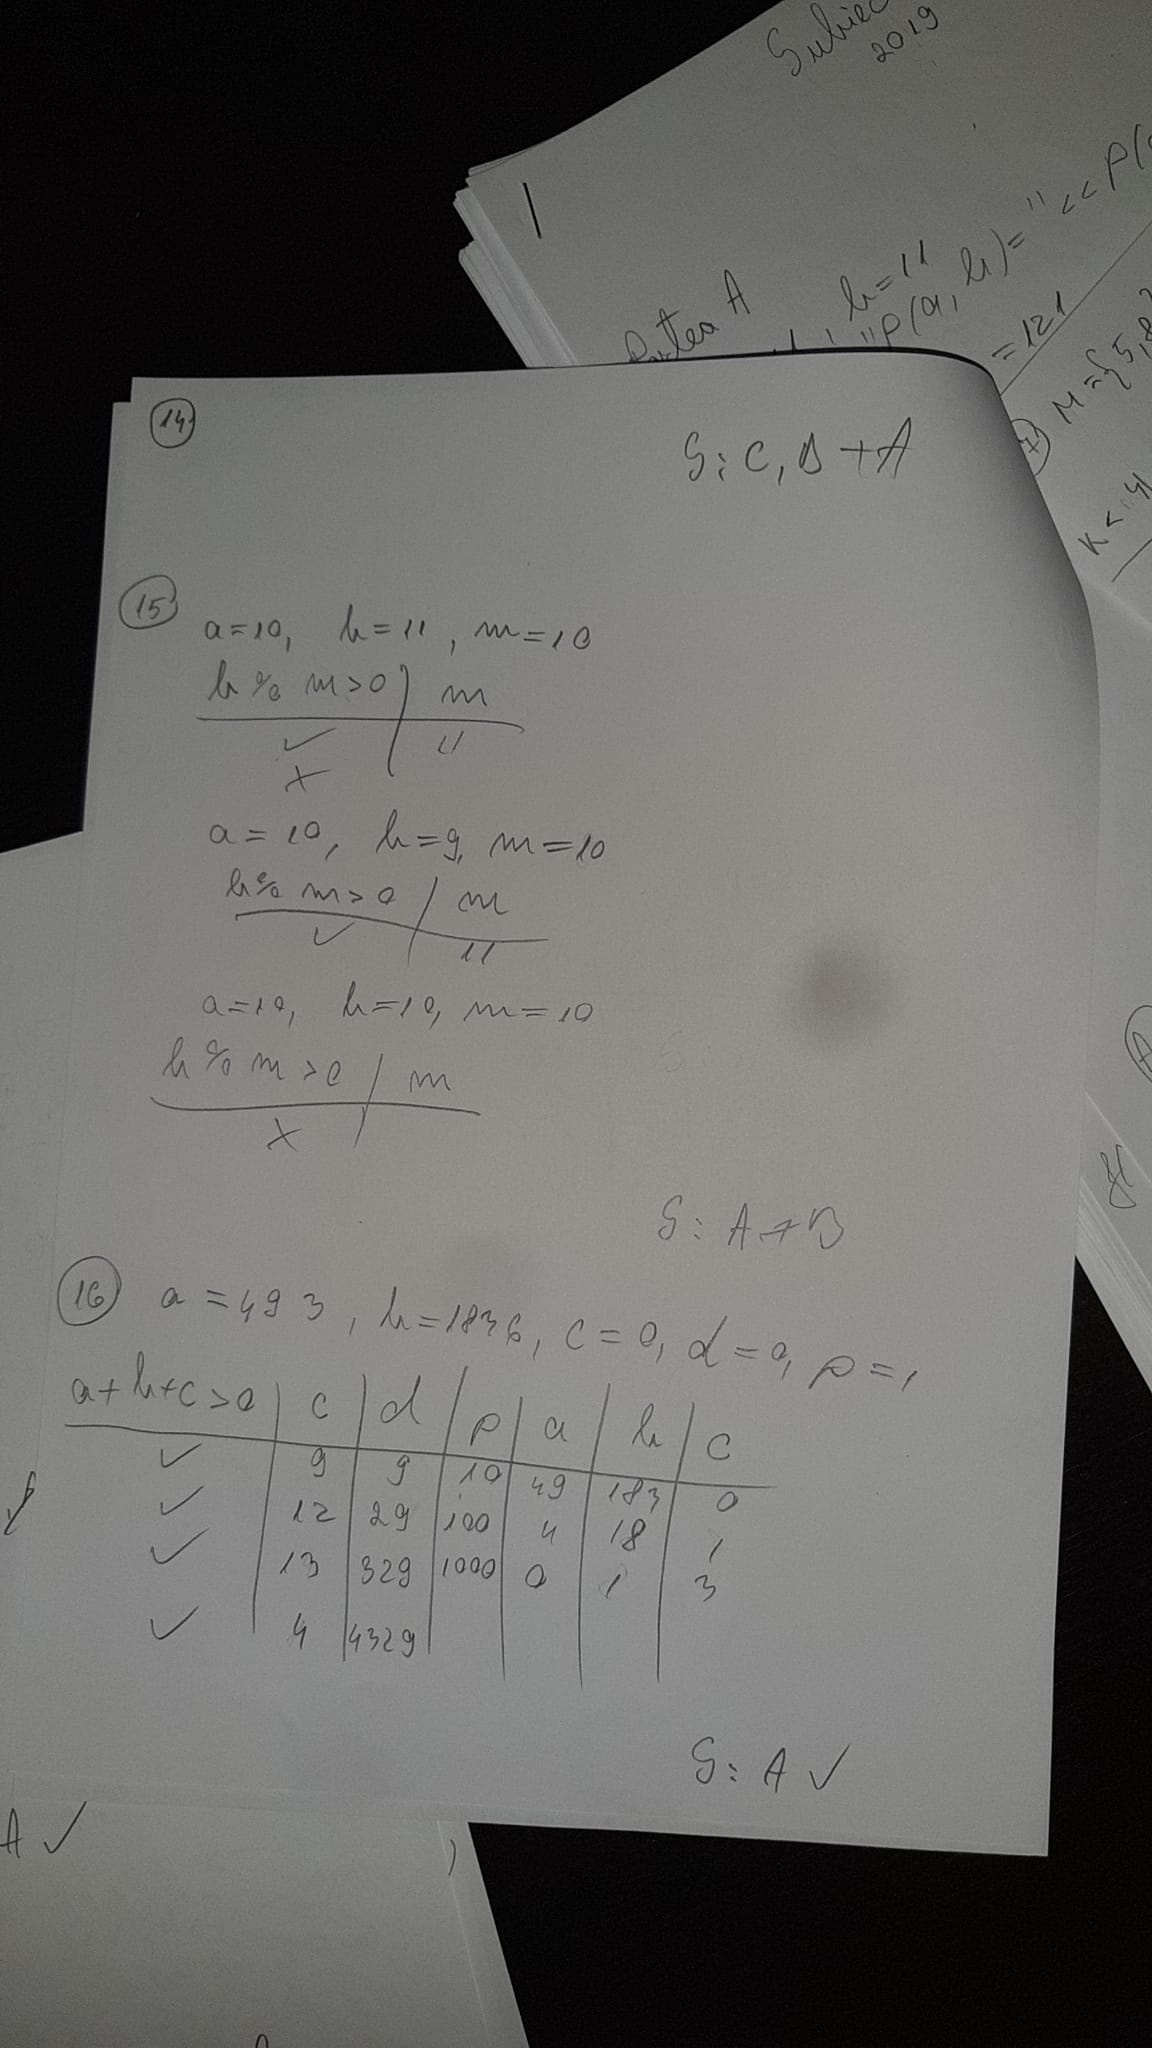 2019
Partea A
b=11
"P(a, b)=" << P(
=121
M={5,8
K<"4
14
S: C, B +A
15
a=10, b=11, m=10
b% m>0 | m
✓ | 11
x
a=10, b=9, m=10
b% m>0 | m
✓ | 11
a=10, b=10, m=10
b% m>0 | m
x
S: A+B
16 a=493, b=1836, c=0, d=0, p=1
a+b+c>0 | c | d | p | a | b | c
✓ | 9 | 9 | 10 | 49 | 183 | 0
✓ | 12 | 29 | 100 | 4 | 18 | 1
✓ | 13 | 329 | 1000 | 0 | 1 | 3
✓ | 4 | 4329
S: A ✓
A ✓